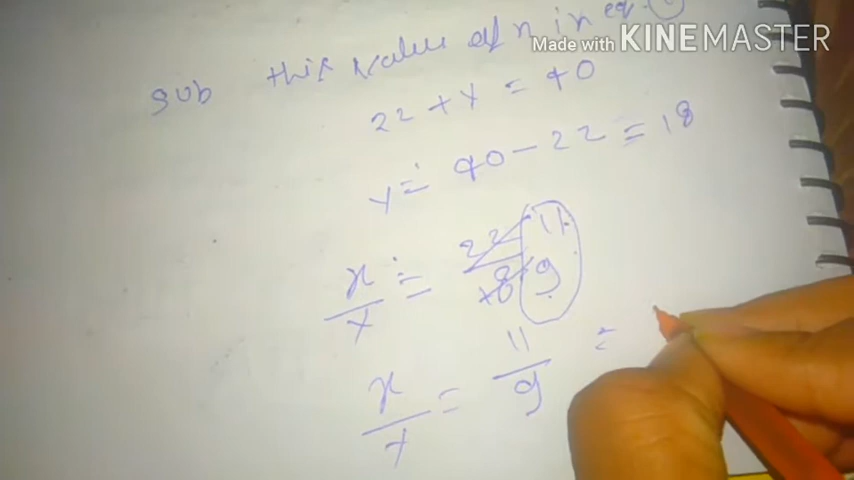 Made with KINEMASTER
sub this value of x in eq. ①
22 + y = 40
y = 40 - 22 = 18
x/y = 22/18 11/9
x/y = 11/9 =